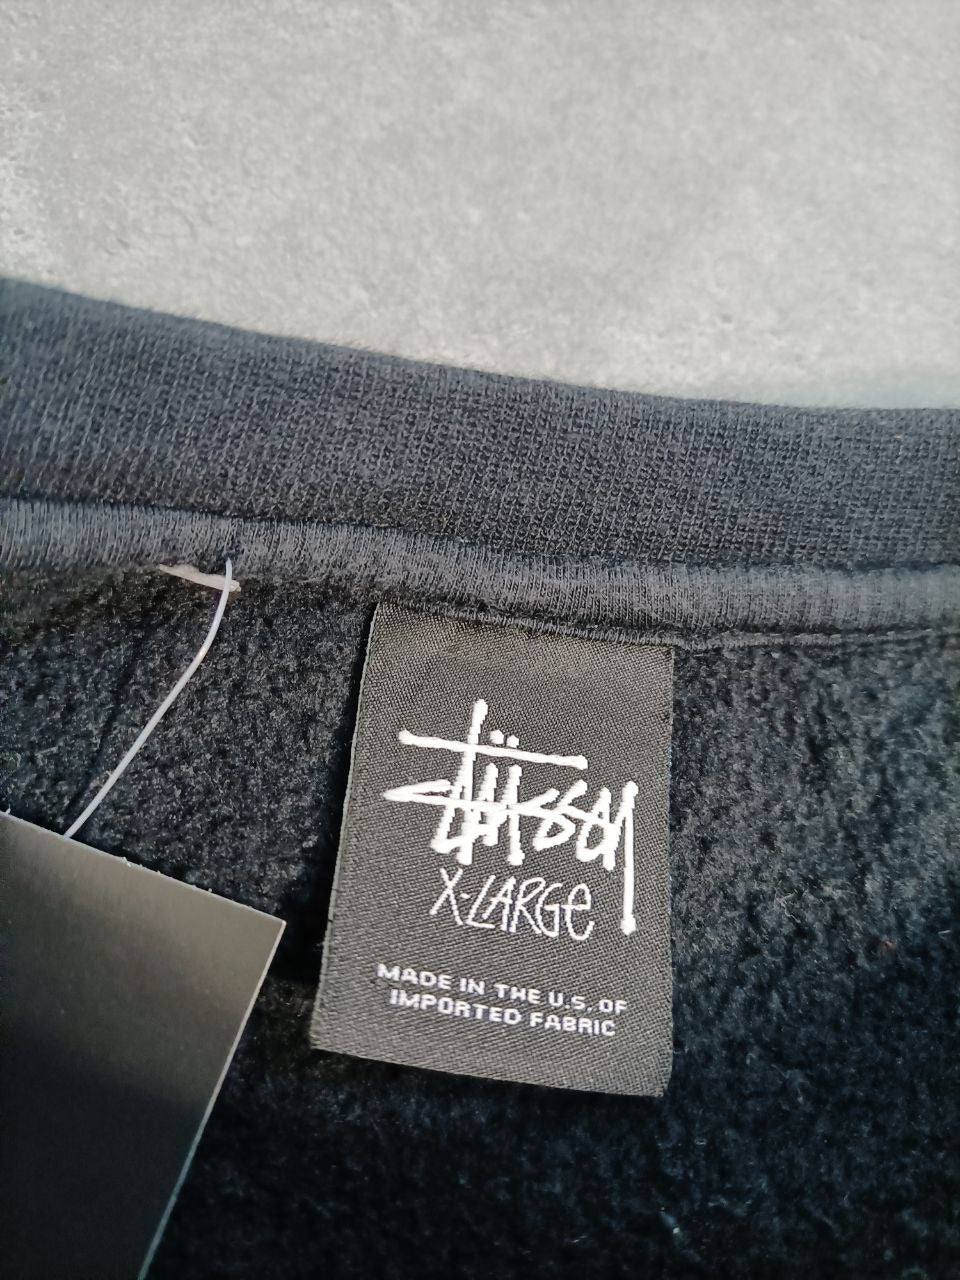 Stüssy
X-LARGE
MADE IN THE U.S. OF
IMPORTED FABRIC